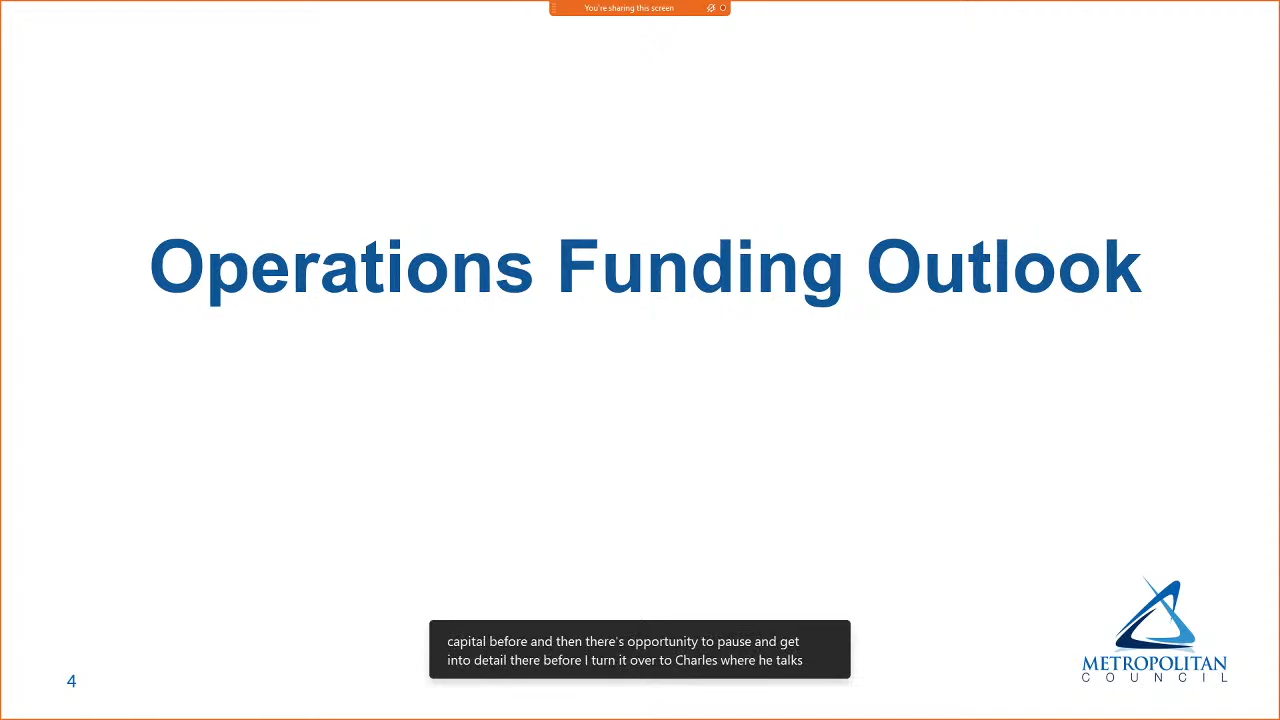 You're sharing this screen
Operations Funding Outlook
capital before and then there's opportunity to pause and get
into detail there before I turn it over to Charles where he talks
METROPOLITAN
COUNCIL
4